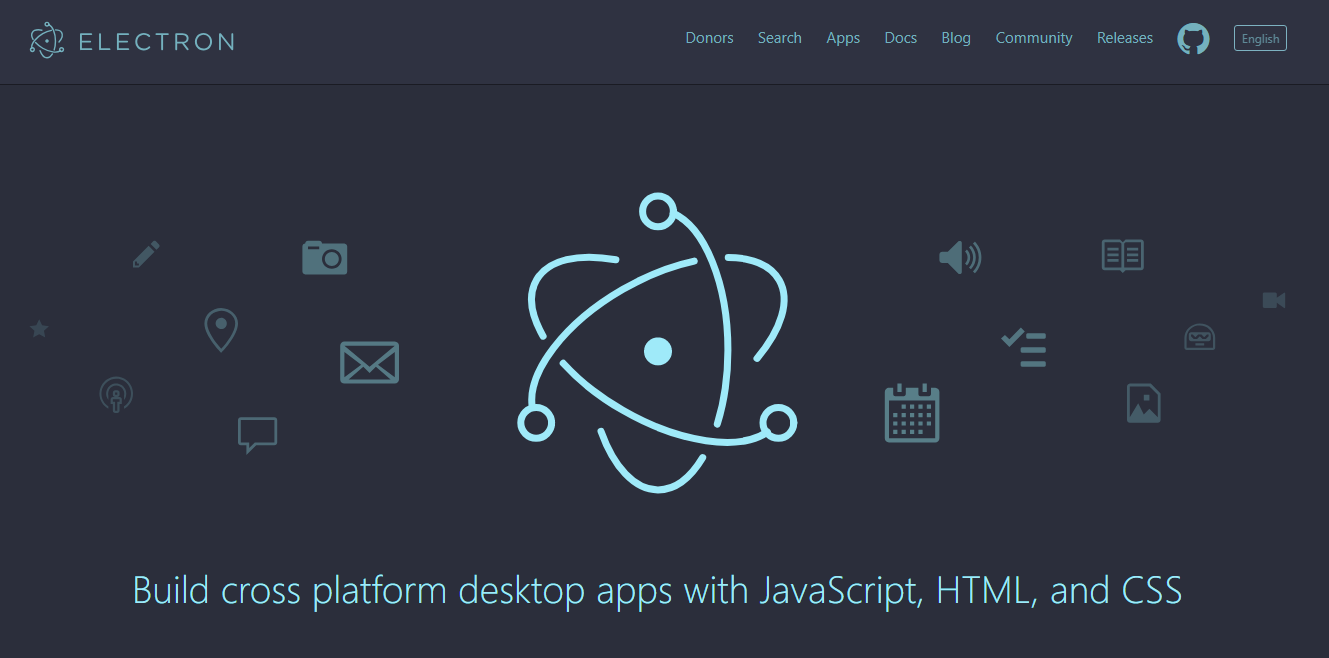 ELECTRON
Donors Search Apps Docs Blog Community Releases English
Build cross platform desktop apps with JavaScript, HTML, and CSS